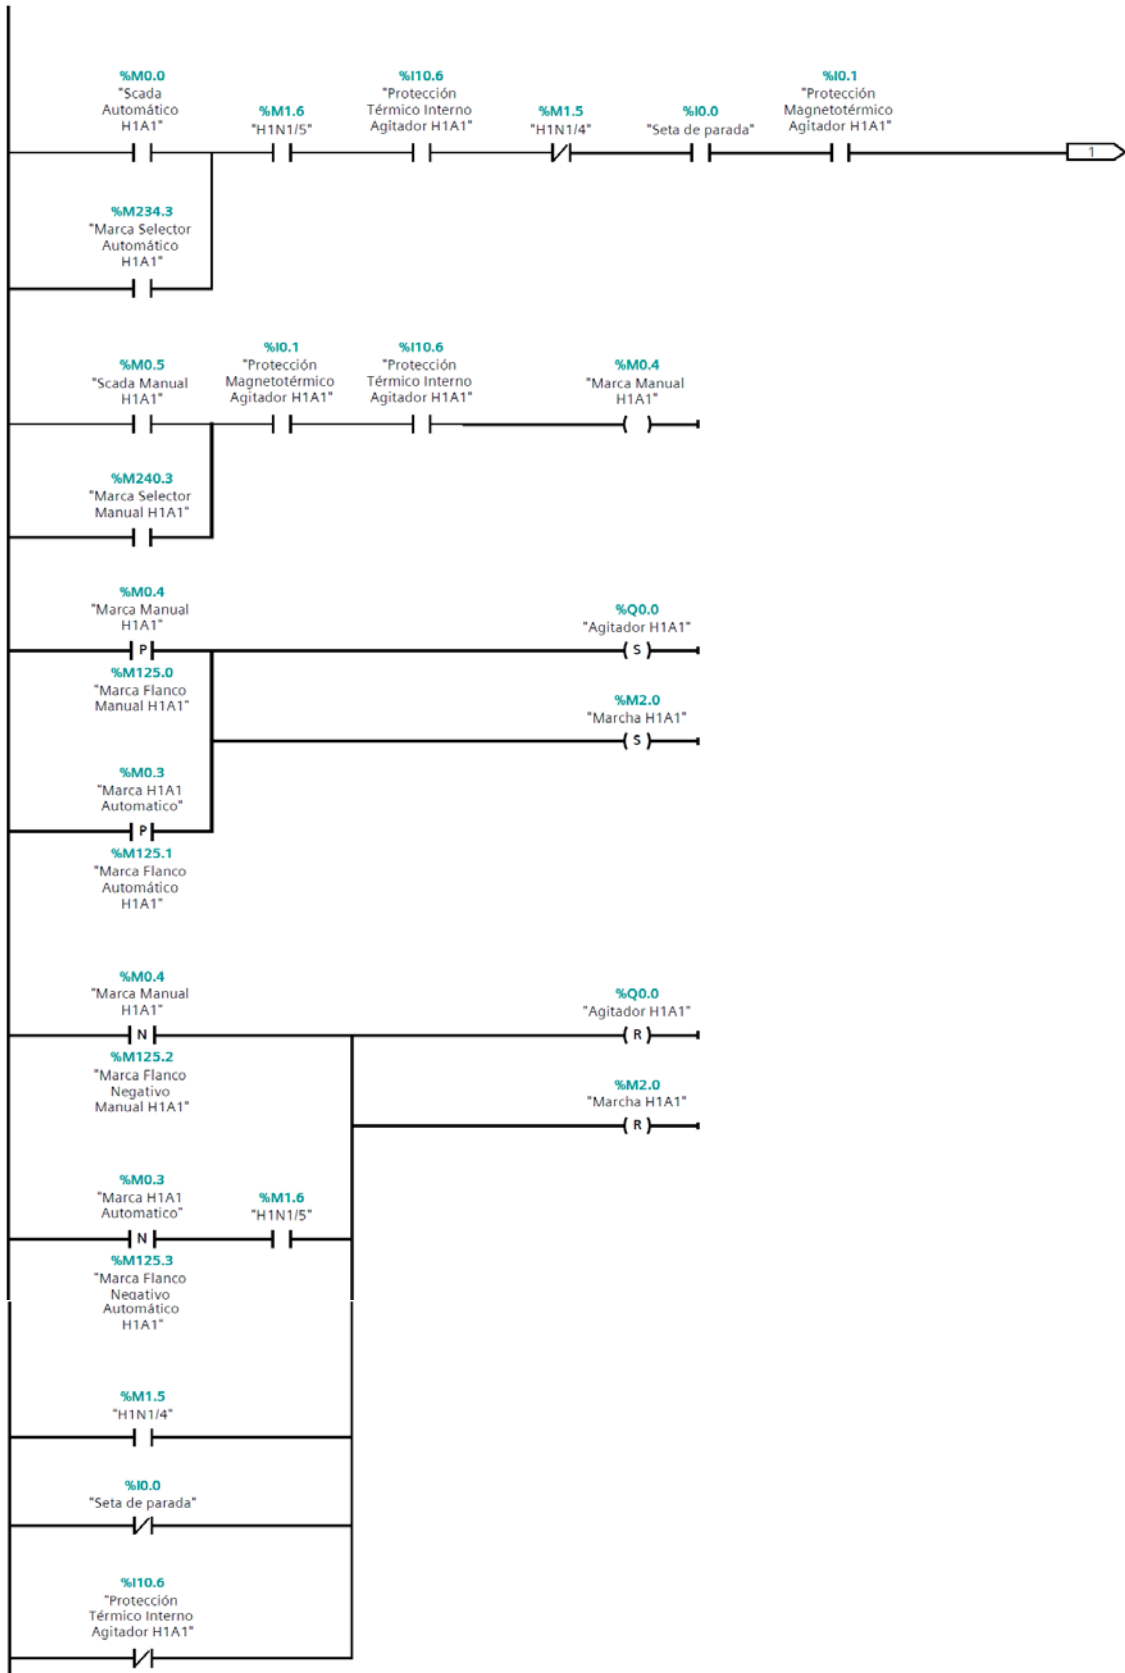 %M0.0
"Scada
Automático
H1A1"
%M1.6
"H1N1/5"
%I10.6
"Protección
Térmico Interno
Agitador H1A1"
%M1.5
"H1N1/4"
%I0.0
"Seta de parada"
%I0.1
"Protección
Magnetotérmico
Agitador H1A1"
1
%M234.3
"Marca Selector
Automático
H1A1"
%M0.5
"Scada Manual
H1A1"
%I0.1
"Protección
Magnetotérmico
Agitador H1A1"
%I10.6
"Protección
Térmico Interno
Agitador H1A1"
%M0.4
"Marca Manual
H1A1"
%M240.3
"Marca Selector
Manual H1A1"
%M0.4
"Marca Manual
H1A1"
P
%M125.0
"Marca Flanco
Manual H1A1"
%Q0.0
"Agitador H1A1"
S
%M2.0
"Marcha H1A1"
S
%M0.3
"Marca H1A1
Automatico"
P
%M125.1
"Marca Flanco
Automático
H1A1"
%M0.4
"Marca Manual
H1A1"
N
%M125.2
"Marca Flanco
Negativo
Manual H1A1"
%Q0.0
"Agitador H1A1"
R
%M2.0
"Marcha H1A1"
R
%M0.3
"Marca H1A1
Automatico"
N
%M125.3
"Marca Flanco
Negativo
Automático
H1A1"
%M1.6
"H1N1/5"
%M1.5
"H1N1/4"
%I0.0
"Seta de parada"
%I10.6
"Protección
Térmico Interno
Agitador H1A1"